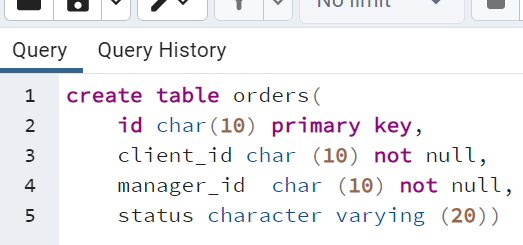 No limit
Query Query History
1 create table orders(
2 id char(10) primary key,
3 client_id char (10) not null,
4 manager_id  char (10) not null,
5 status character varying (20))